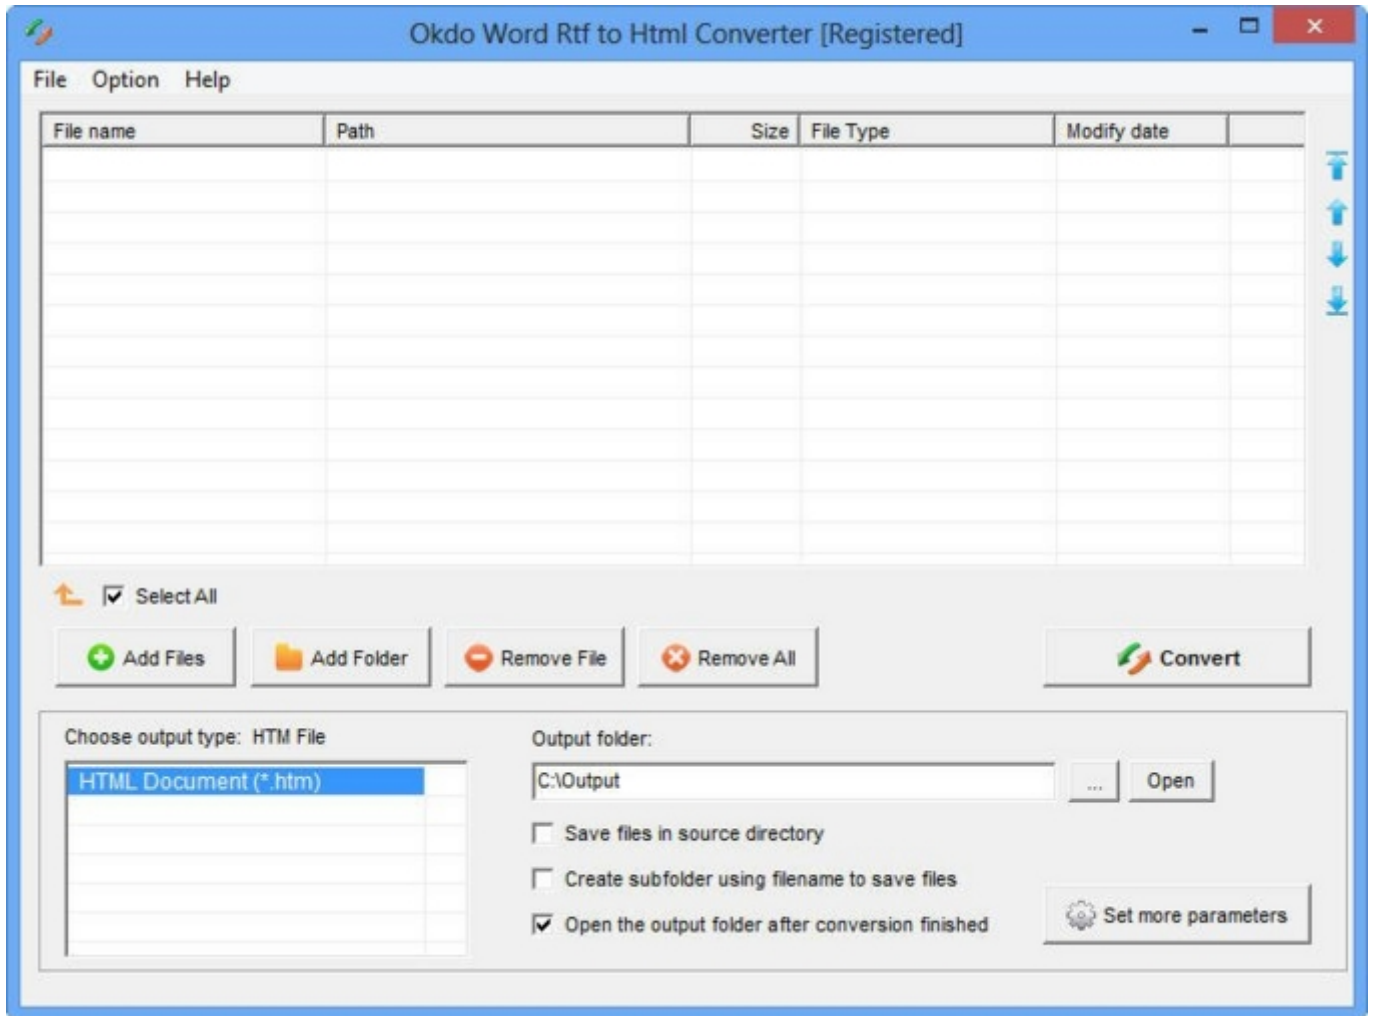 Okdo Word Rtf to Html Converter [Registered]
File Option Help
File name Path Size File Type Modify date
Select All
Add Files Add Folder Remove File Remove All Convert
Choose output type: HTM File
HTML Document (*.htm)
Output folder:
C:\Output ... Open
Save files in source directory
Create subfolder using filename to save files
Open the output folder after conversion finished
Set more parameters